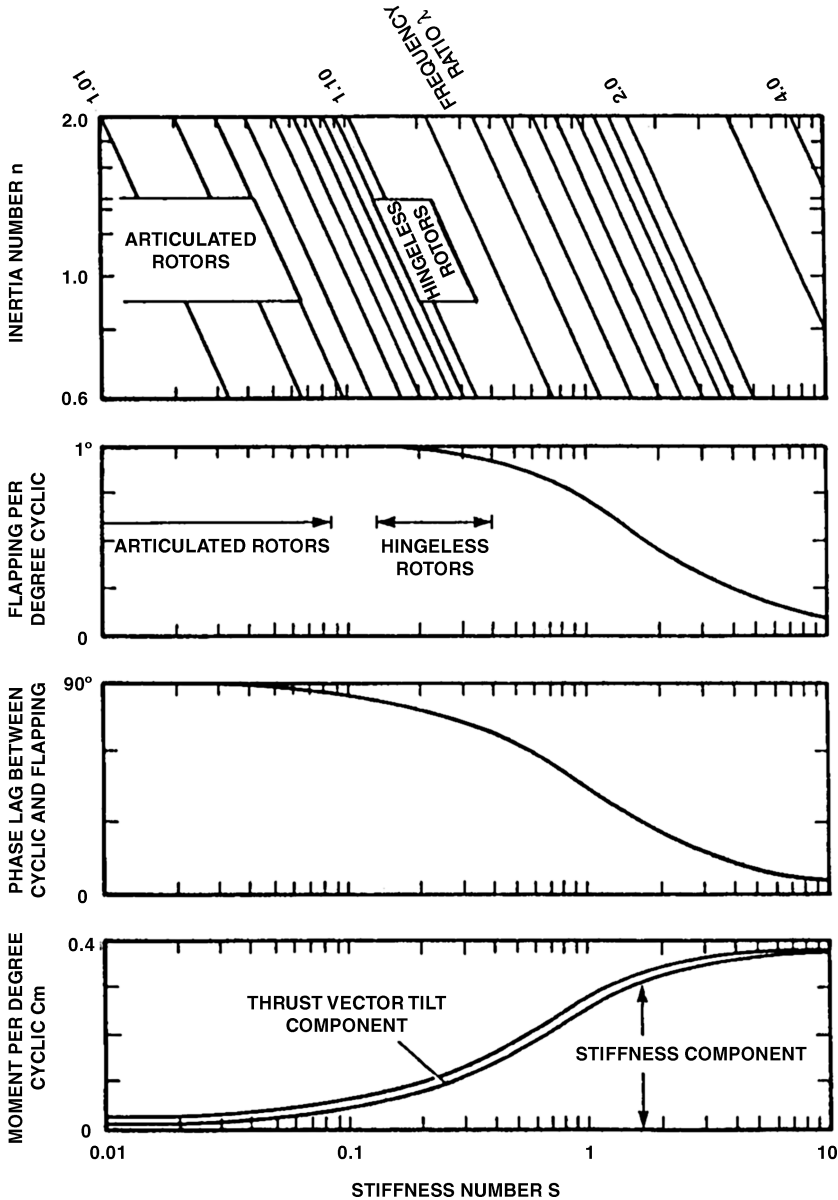 FREQUENCY
RATIO λ
1.01
1.10
2.0
4.0
INERTIA NUMBER n
2.0
1.0
0.6
ARTICULATED
ROTORS
HINGELESS
ROTORS
FLAPPING PER
DEGREE CYCLIC
1°
0
ARTICULATED ROTORS
HINGELESS
ROTORS
PHASE LAG BETWEEN
CYCLIC AND FLAPPING
90°
0
MOMENT PER DEGREE
CYCLIC Cm
0.4
0
THRUST VECTOR TILT
COMPONENT
STIFFNESS COMPONENT
0.01
0.1
1
10
STIFFNESS NUMBER S